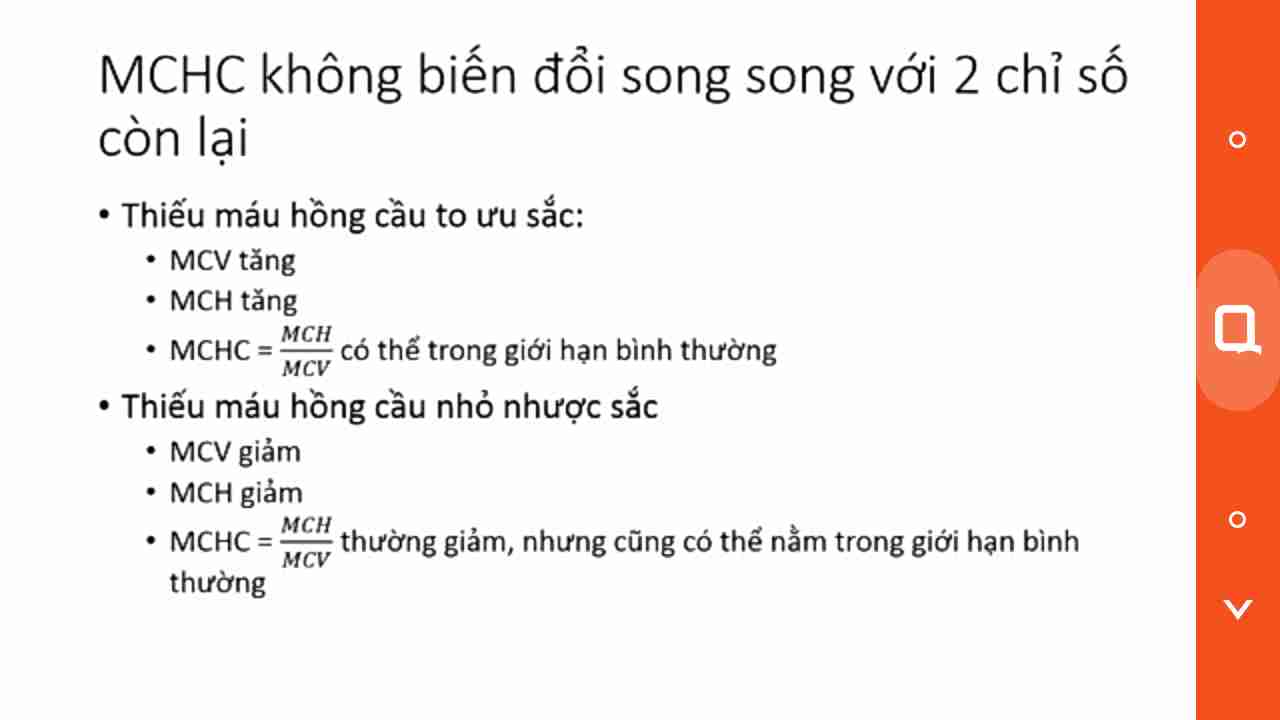 MCHC không biến đổi song song với 2 chỉ số
còn lại
• Thiếu máu hồng cầu to ưu sắc:
• MCV tăng
• MCH tăng
• MCHC = MCH/MCV có thể trong giới hạn bình thường
• Thiếu máu hồng cầu nhỏ nhược sắc
• MCV giảm
• MCH giảm
• MCHC = MCH/MCV thường giảm, nhưng cũng có thể nằm trong giới hạn bình
thường